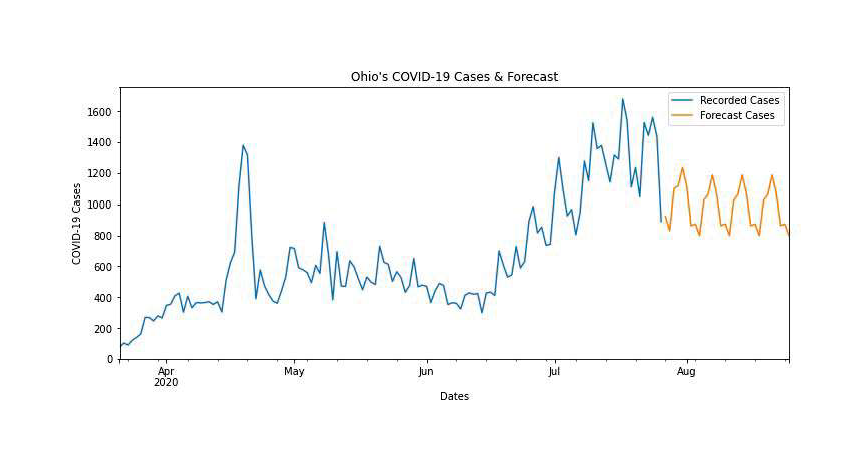 Ohio's COVID-19 Cases & Forecast
Recorded Cases
Forecast Cases
COVID-19 Cases
1600
1400
1200
1000
800
600
400
200
0
Apr
2020
May
Jun
Jul
Aug
Dates